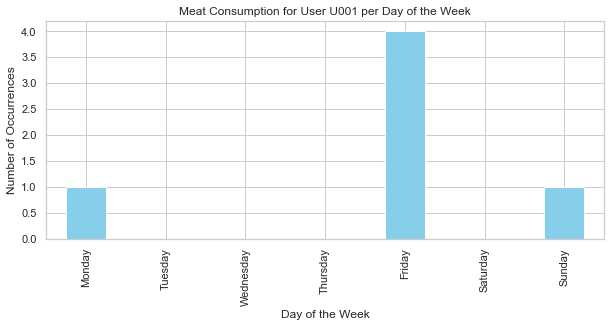 Meat Consumption for User U001 per Day of the Week
Number of Occurrences
4.0
3.5
3.0
2.5
2.0
1.5
1.0
0.5
0.0
Monday
Tuesday
Wednesday
Thursday
Friday
Saturday
Sunday
Day of the Week